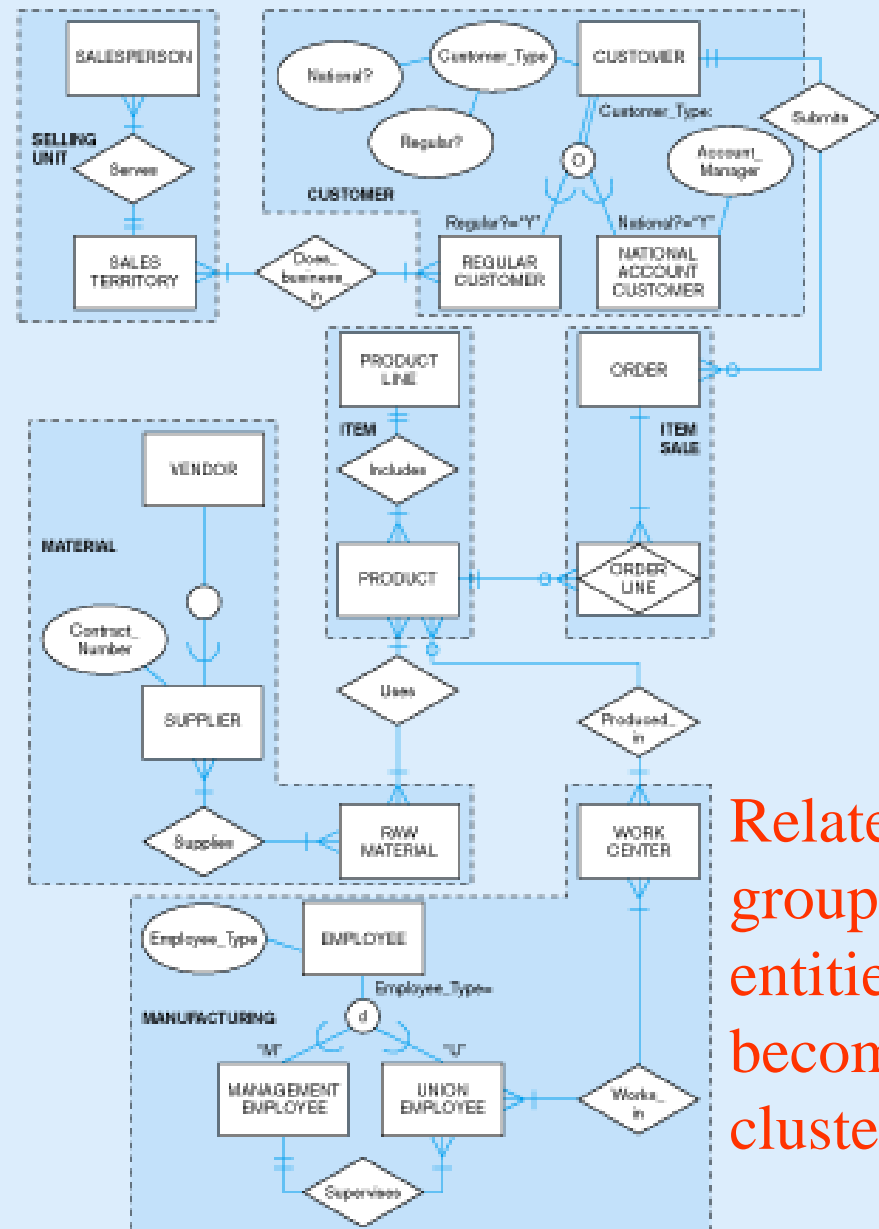 SALESPERSON
SELLING
UNIT
Serves
SALES
TERRITORY
National?
Customer_Type
CUSTOMER
Regular?
Customer_Type:
Submits
Account_
Manager
O
CUSTOMER
Regular?="Y"
National?="Y"
Does_
business_
in
REGULAR
CUSTOMER
NATIONAL
ACCOUNT
CUSTOMER
PRODUCT
LINE
ITEM
Includes
PRODUCT
ORDER
ITEM
SALE
ORDER
LINE
VENDOR
MATERIAL
Contract_
Number
SUPPLIER
Supplies
RAW
MATERIAL
Uses
Produced_
in
WORK
CENTER
Employee_Type
EMPLOYEE
Employee_Type=
MANUFACTURING
d
"M"
"U"
MANAGEMENT
EMPLOYEE
UNION
EMPLOYEE
Works_
in
Supervises
Relate
group
entitie
becom
cluste